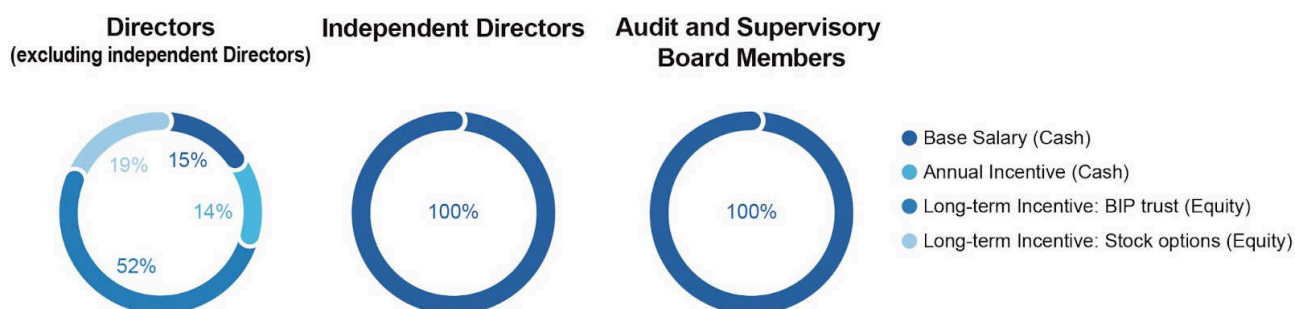 Directors
(excluding independent Directors)
Independent Directors
Audit and Supervisory
Board Members
19%
15%
14%
52%
100%
100%
Base Salary (Cash)
Annual Incentive (Cash)
Long-term Incentive: BIP trust (Equity)
Long-term Incentive: Stock options (Equity)